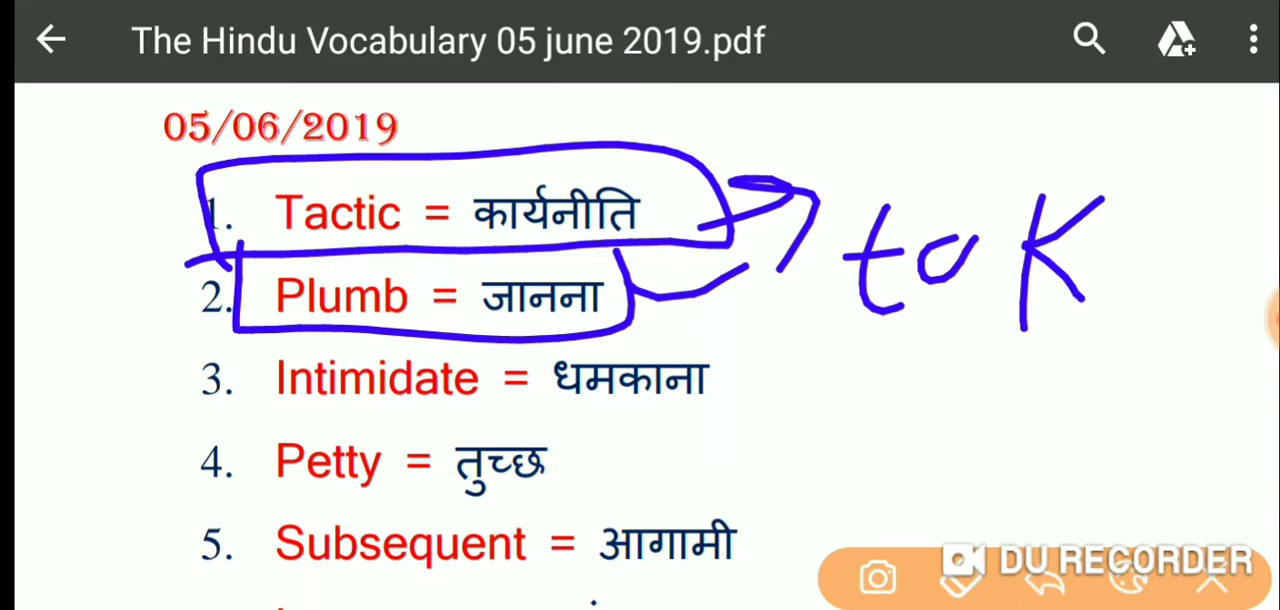 The Hindu Vocabulary 05 june 2019.pdf
05/06/2019
1. Tactic = कार्यनीति
2. Plumb = जानना
to K
3. Intimidate = धमकाना
4. Petty = तुच्छ
5. Subsequent = आगामी
DU RECORDER